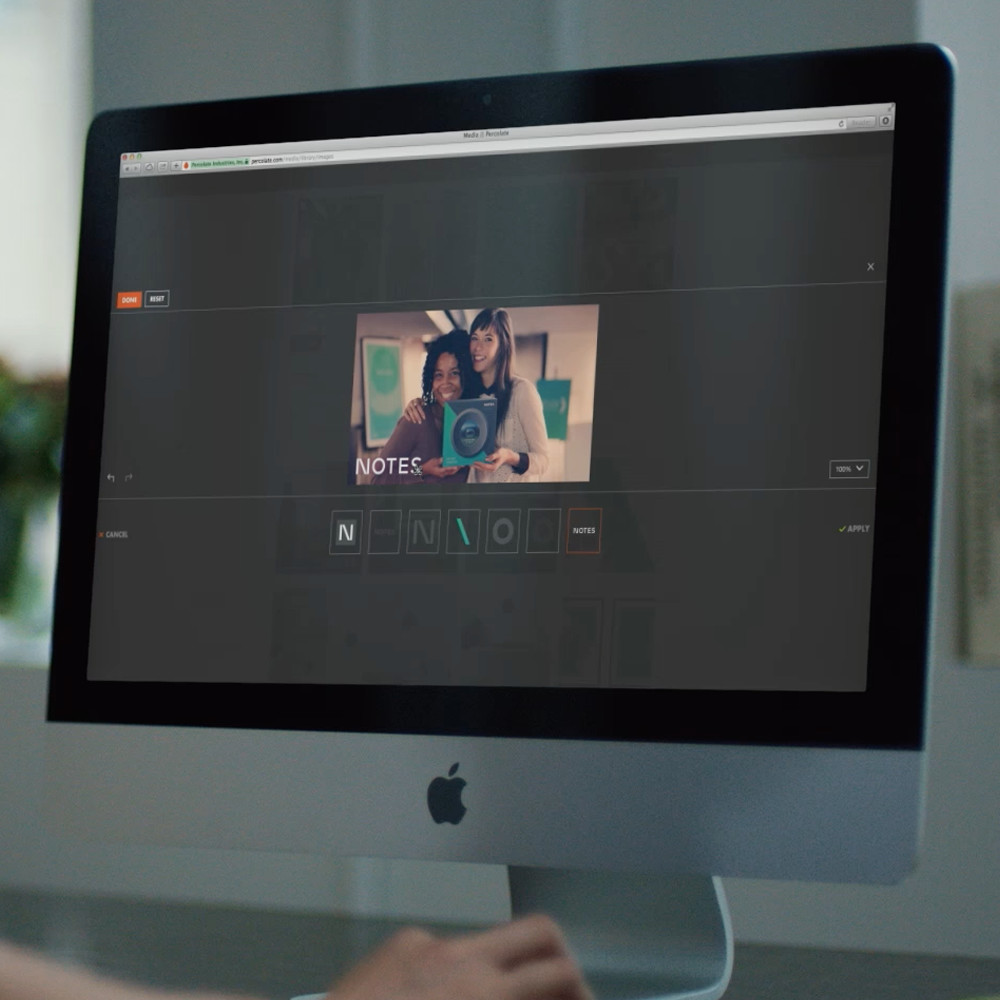 Media :: Percolate
Percolate Industries, Inc. percolate.com/media/library/images
X
DONE RESET
NOTES
100%
N N \ O NOTES
× CANCEL
✓ APPLY